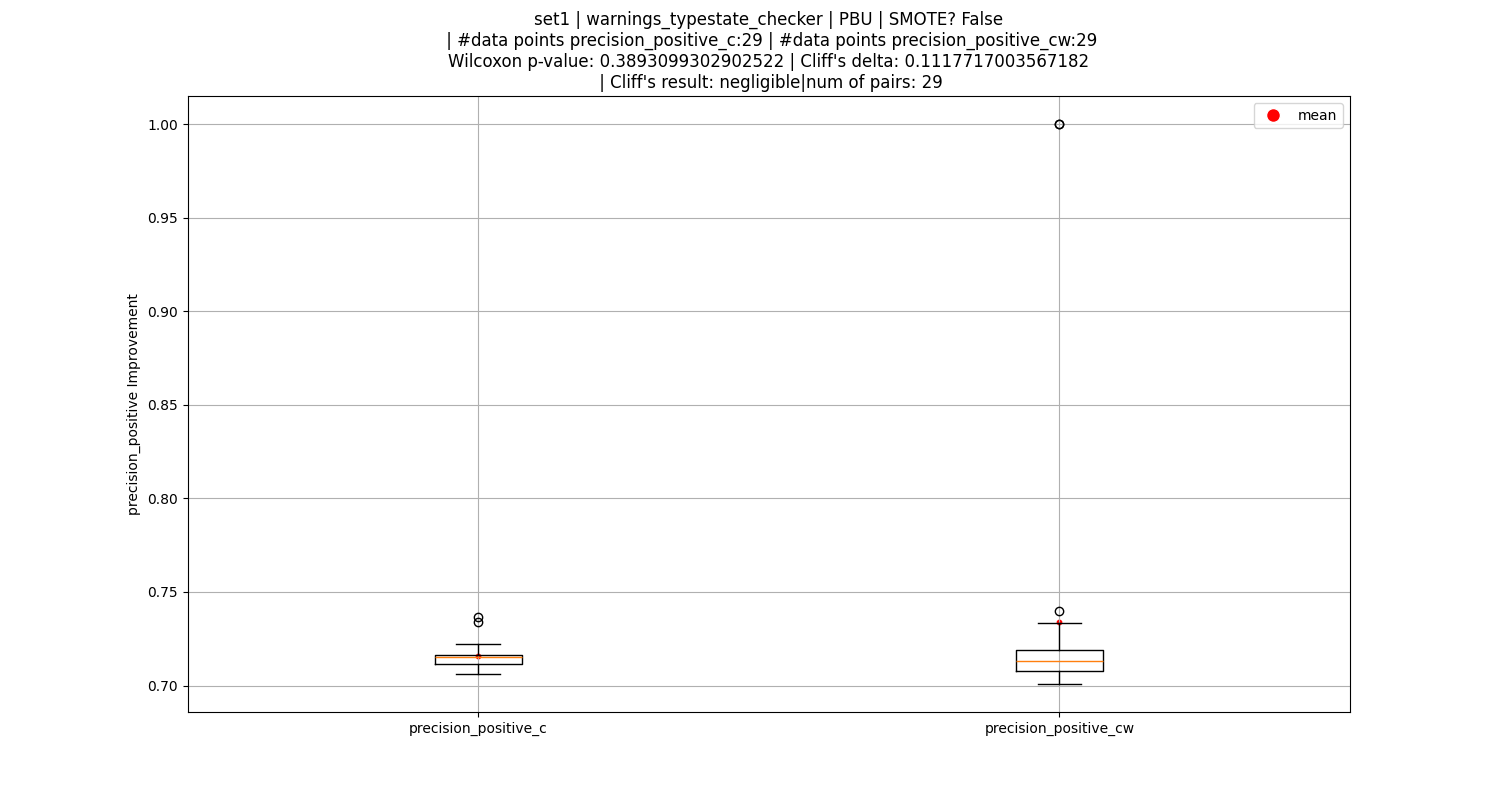 set1 | warnings_typestate_checker | PBU | SMOTE? False
| #data points precision_positive_c:29 | #data points precision_positive_cw:29
Wilcoxon p-value: 0.3893099302902522 | Cliff's delta: 0.1117717003567182
| Cliff's result: negligible|num of pairs: 29
mean
1.00
0.95
0.90
0.85
0.80
0.75
0.70
precision_positive Improvement
precision_positive_c
precision_positive_cw